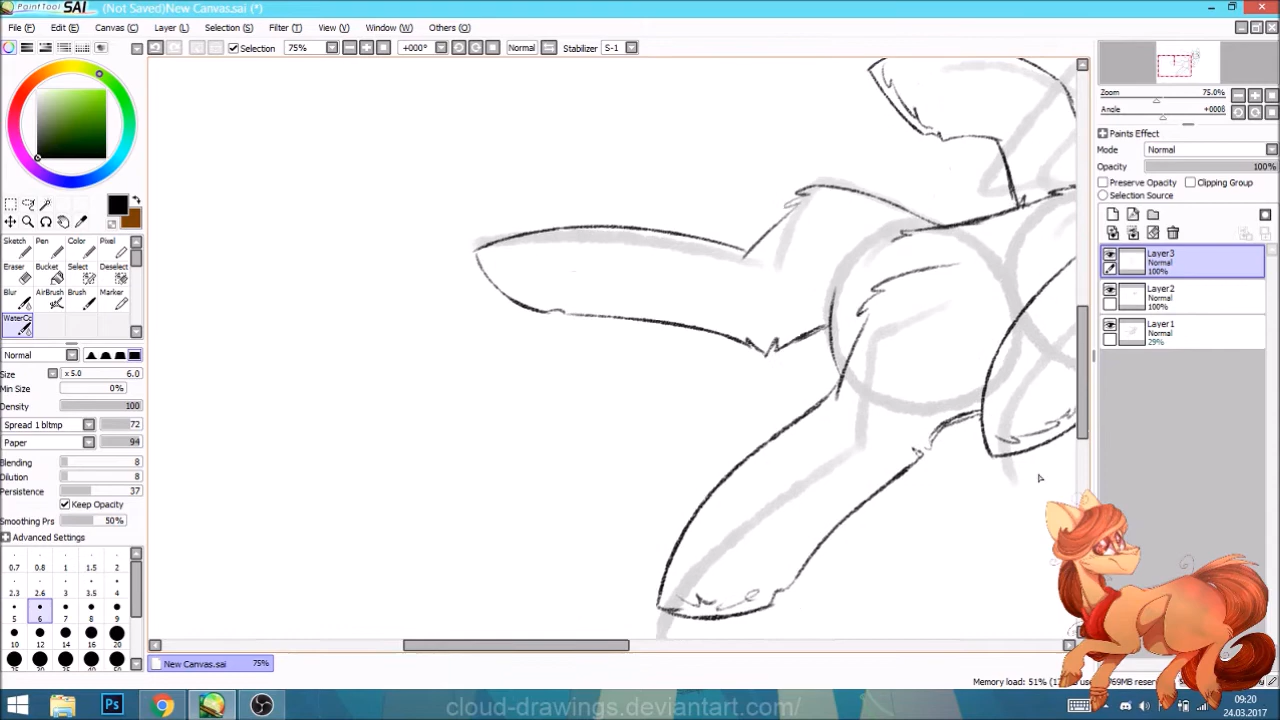 PaintTool SAI (Not Saved)New Canvas.sai (*)
File (F) Edit (E) Canvas (C) Layer (L) Selection (S) Filter (T) View (V) Window (W) Others (O)
Selection 75% +000° Normal Stabilizer S-1
Zoom 75.0%
Angle +000
Paints Effect
Mode Normal
Opacity 100%
Preserve Opacity Clipping Group
Selection Source
Sketch Pen Color Pixel
Eraser Bucket Select Deselect
Blur AirBrush Brush Marker
Layer3
Normal
100%
Layer2
Normal
100%
Layer1
Normal
29%
Normal
Size x 5.0 6.0
Min Size 0%
Density 100
Spread 1 bltmp 72
Paper 94
Blending 8
Dilution 8
Persistence 37
Keep Opacity
Smoothing Prs 50%
Advanced Settings
0.7 0.8 1 1.5 2
2.3 2.6 3 3.5 4
5 6 7 8 9
10 12 14 16 20
New Canvas.sai 75%
Memory load: 51%
Ps
cloud-drawings.deviantart.com/
09:20
24.03.2017